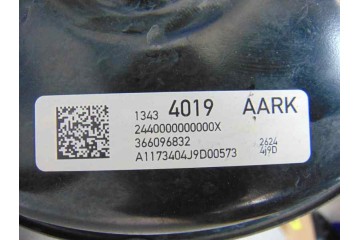 1343 4019 AARK
2440000000000X
366096832 2624
A1173404J9D00573 4J9D